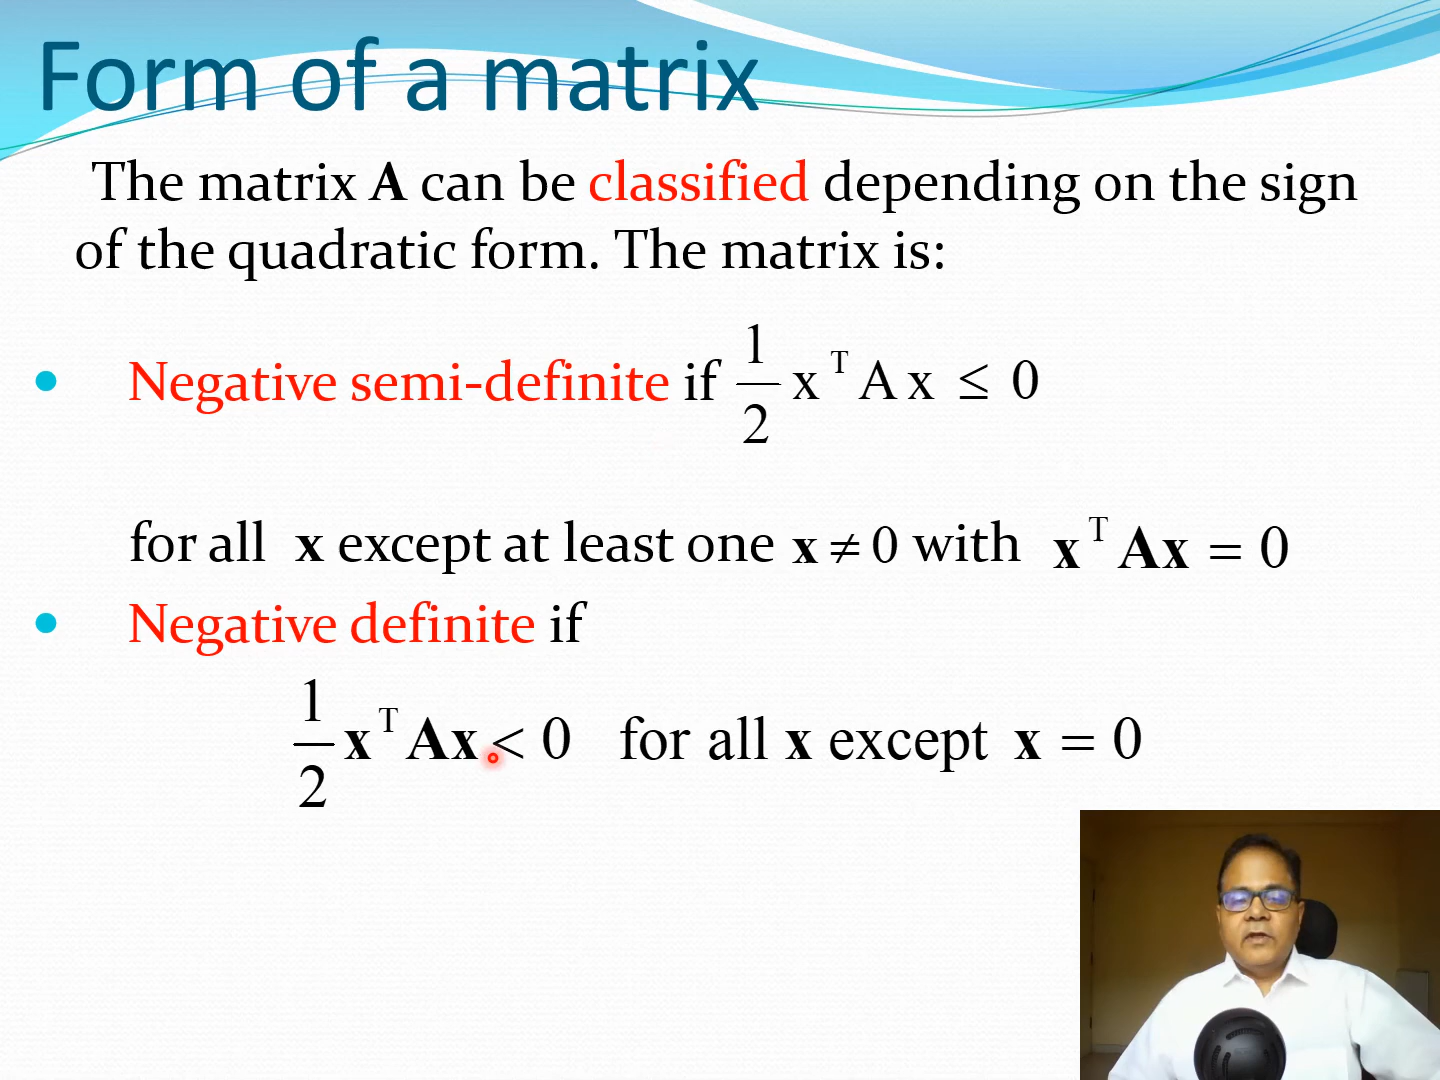 Form of a matrix
The matrix A can be classified depending on the sign
of the quadratic form. The matrix is:
Negative semi-definite if 1/2 x^T A x ≤ 0
for all x except at least one x ≠ 0 with x^T Ax = 0
Negative definite if
1/2 x^T Ax < 0 for all x except x = 0